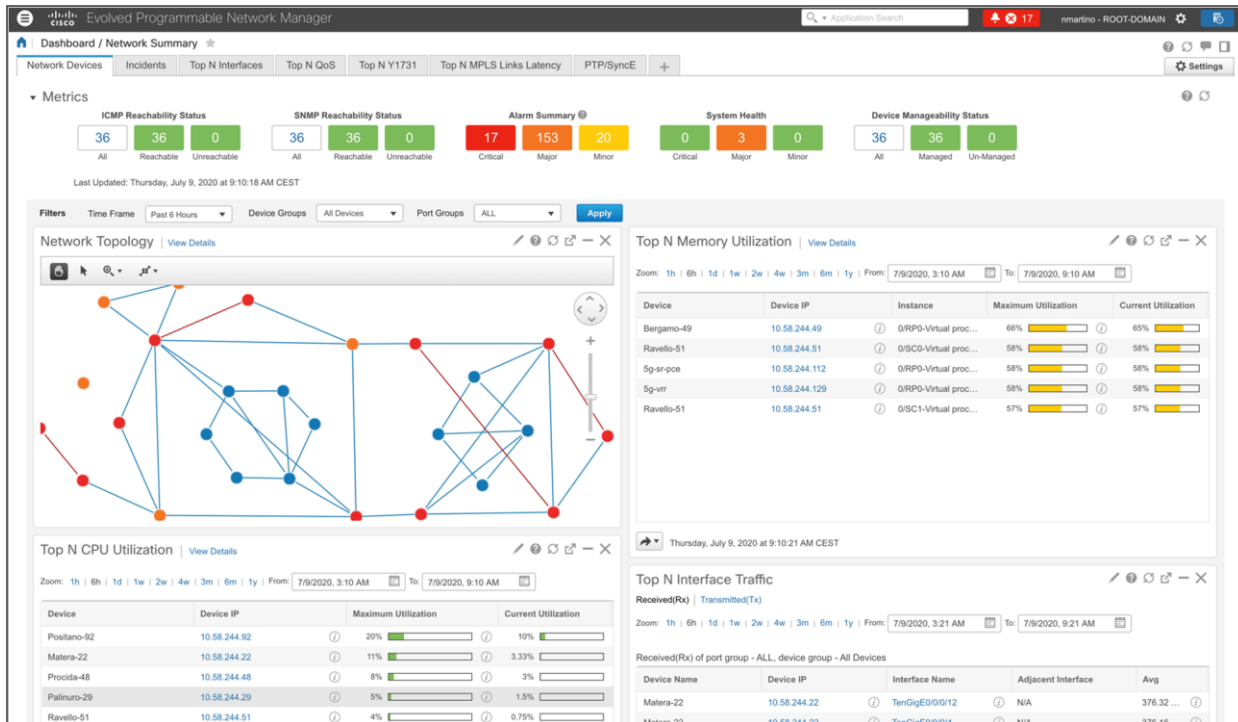 cisco Evolved Programmable Network Manager Application Search 17 nmartino - ROOT-DOMAIN
Dashboard / Network Summary
Network Devices Incidents Top N Interfaces Top N QoS Top N Y1731 Top N MPLS Links Latency PTP/SyncE + Settings
Metrics
ICMP Reachability Status SNMP Reachability Status Alarm Summary System Health Device Manageability Status
36 36 0 36 36 0 17 153 20 0 3 0 36 36 0
All Reachable Unreachable All Reachable Unreachable Critical Major Minor Critical Major Minor All Managed Un-Managed
Last Updated: Thursday, July 9, 2020 at 9:10:18 AM CEST
Filters Time Frame Past 6 Hours Device Groups All Devices Port Groups ALL Apply
Network Topology | View Details
Top N Memory Utilization | View Details
Zoom: 1h | 6h | 1d | 1w | 2w | 4w | 3m | 6m | 1y | From: 7/9/2020, 3:10 AM To: 7/9/2020, 9:10 AM
Device Device IP Instance Maximum Utilization Current Utilization
Bergamo-49 10.58.244.49 0/RP0-Virtual proc... 66% 65%
Ravello-51 10.58.244.51 0/SC0-Virtual proc... 58% 58%
5g-sr-pce 10.58.244.112 0/RP0-Virtual proc... 58% 58%
5g-vrr 10.58.244.129 0/RP0-Virtual proc... 58% 58%
Ravello-51 10.58.244.51 0/SC1-Virtual proc... 57% 57%
Thursday, July 9, 2020 at 9:10:21 AM CEST
Top N CPU Utilization | View Details
Zoom: 1h | 6h | 1d | 1w | 2w | 4w | 3m | 6m | 1y | From: 7/9/2020, 3:10 AM To: 7/9/2020, 9:10 AM
Device Device IP Maximum Utilization Current Utilization
Positano-92 10.58.244.92 20% 10%
Matera-22 10.58.244.22 11% 3.33%
Procida-48 10.58.244.48 8% 3%
Palinuro-29 10.58.244.29 5% 1.5%
Ravello-51 10.58.244.51 4% 0.75%
Top N Interface Traffic
Received(Rx) | Transmitted(Tx)
Zoom: 1h | 6h | 1d | 1w | 2w | 4w | 3m | 6m | 1y | From: 7/9/2020, 3:21 AM To: 7/9/2020, 9:21 AM
Received(Rx) of port group - ALL, device group - All Devices
Device Name Device IP Interface Name Adjacent Interface Avg
Matera-22 10.58.244.22 TenGigE0/0/0/12 N/A 376.32 ...